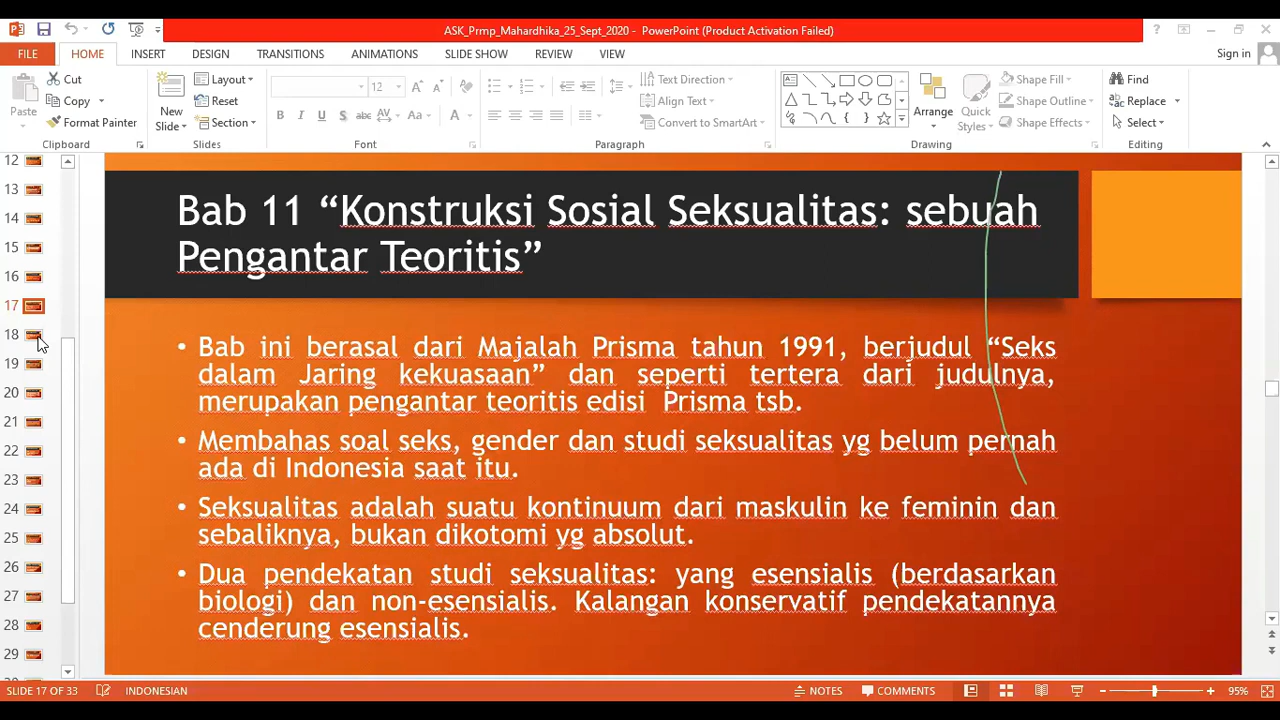 ASK_Prmp_Mahardhika_25_Sept_2020 - PowerPoint (Product Activation Failed)
FILE HOME INSERT DESIGN TRANSITIONS ANIMATIONS SLIDE SHOW REVIEW VIEW Sign in
Paste
Cut
Copy
Format Painter
Clipboard
New
Slide
Layout
Reset
Section
Slides
12
B I U S abc AV Aa A
Font
Text Direction
Align Text
Convert to SmartArt
Paragraph
Arrange
Quick
Styles
Shape Fill
Shape Outline
Shape Effects
Drawing
Find
Replace
Select
Editing
12
13
14
15
16
17
18
19
20
21
22
23
24
25
26
27
28
29
Bab 11 “Konstruksi Sosial Seksualitas: sebuah
Pengantar Teoritis”
• Bab ini berasal dari Majalah Prisma tahun 1991, berjudul “Seks
dalam Jaring kekuasaan” dan seperti tertera dari judulnya,
merupakan pengantar teoritis edisi Prisma tsb.
• Membahas soal seks, gender dan studi seksualitas yg belum pernah
ada di Indonesia saat itu.
• Seksualitas adalah suatu kontinuum dari maskulin ke feminin dan
sebaliknya, bukan dikotomi yg absolut.
• Dua pendekatan studi seksualitas: yang esensialis (berdasarkan
biologi) dan non-esensialis. Kalangan konservatif pendekatannya
cenderung esensialis.
SLIDE 17 OF 33 INDONESIAN NOTES COMMENTS 95%